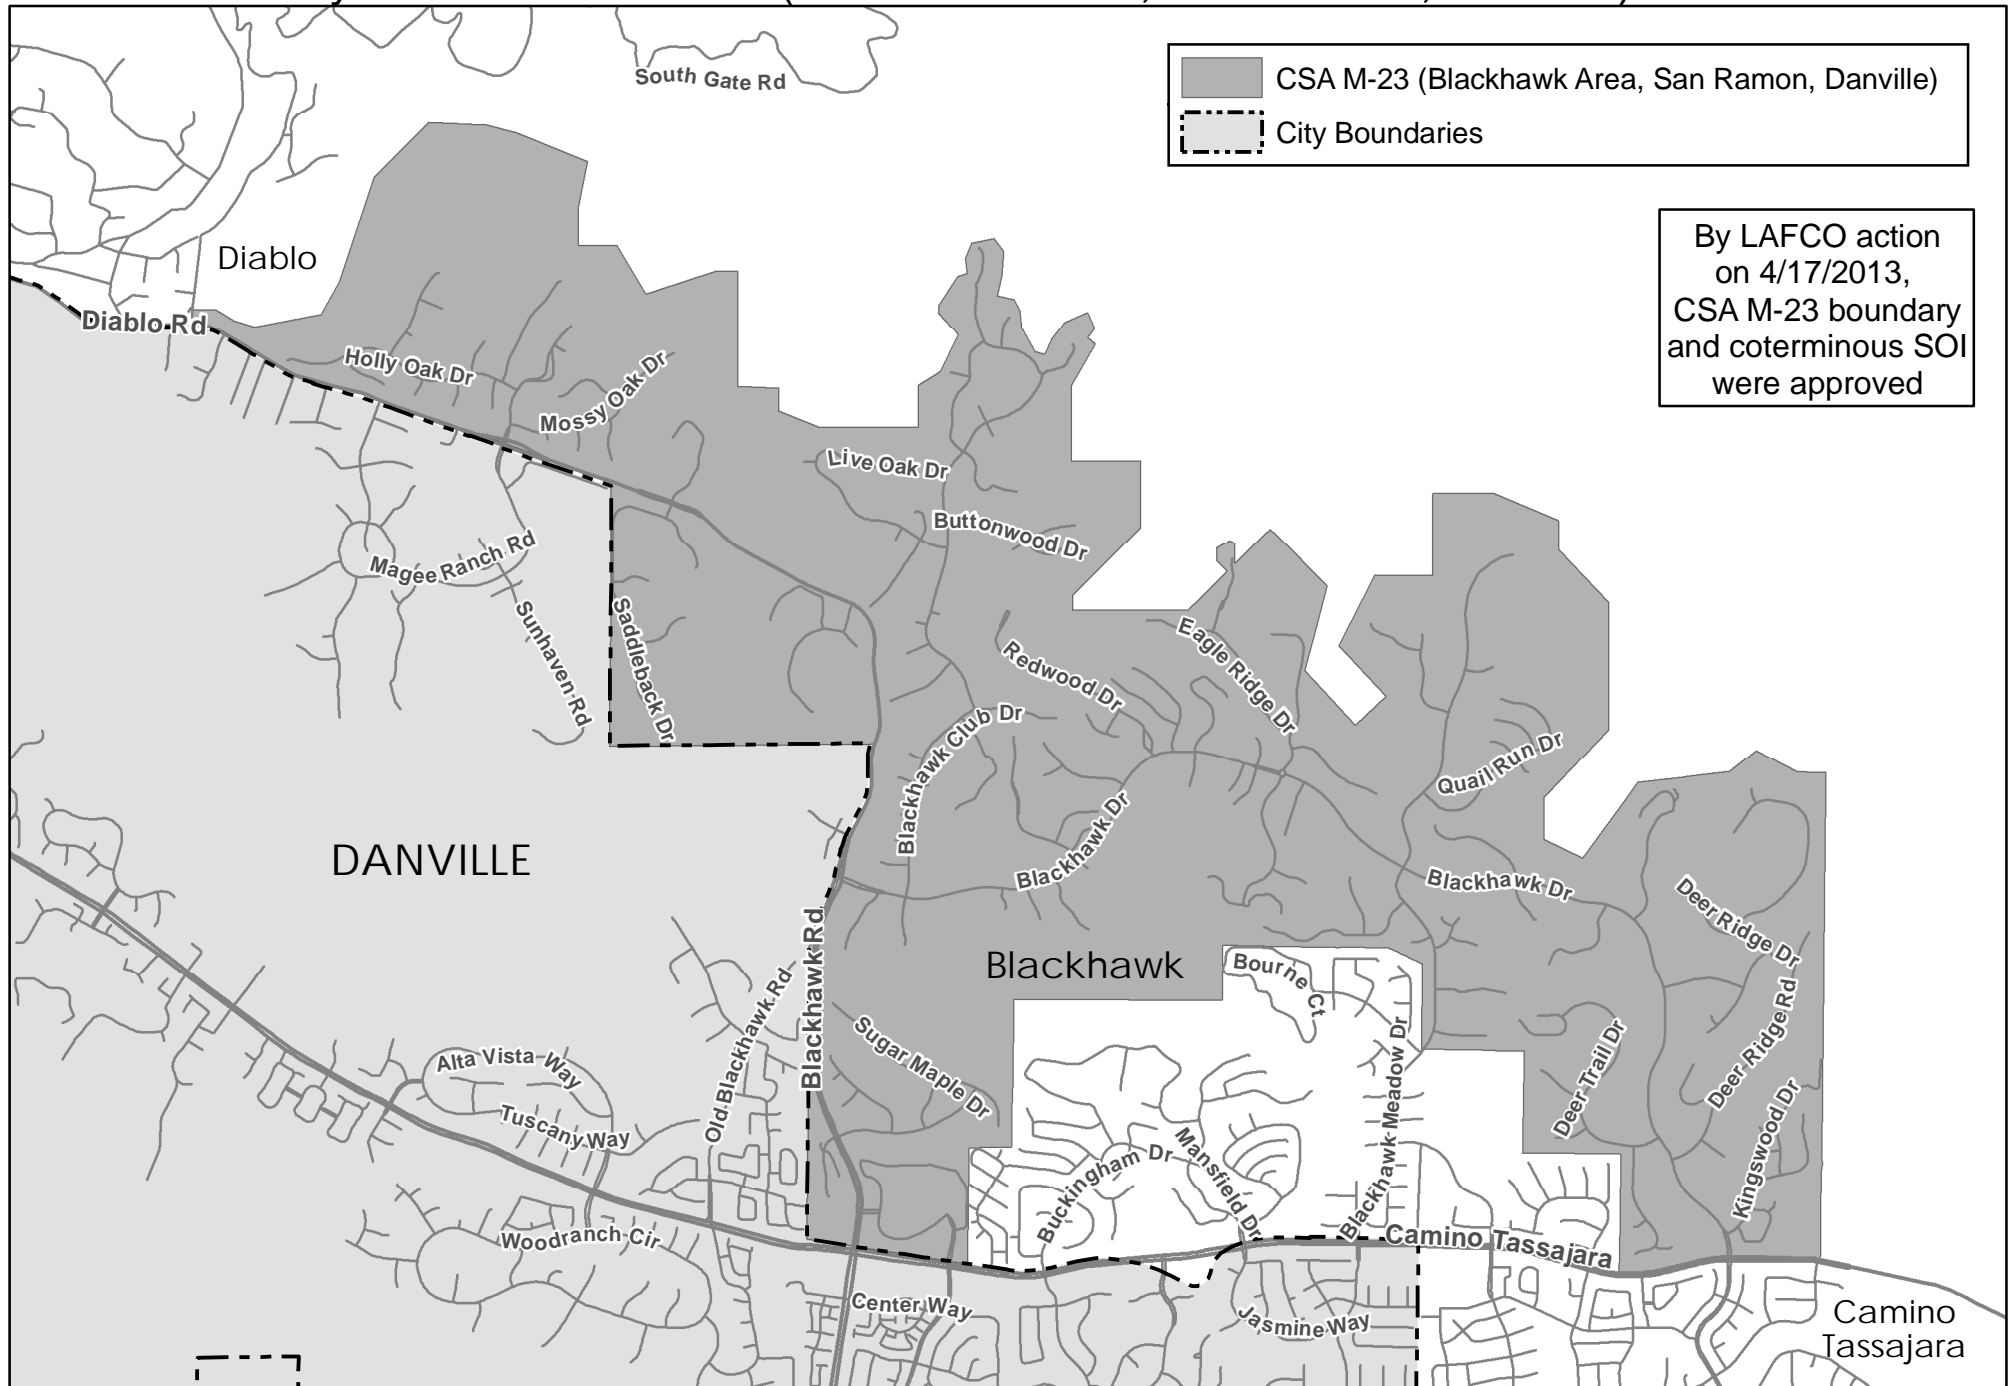 South Gate Rd
CSA M-23 (Blackhawk Area, San Ramon, Danville)
City Boundaries
By LAFCO action
on 4/17/2013,
CSA M-23 boundary
and coterminous SOI
were approved
Diablo
Diablo Rd
Holly Oak Dr
Mossy Oak Dr
Live Oak Dr
Buttonwood Dr
Magee Ranch Rd
Sunhaven Rd
Saddleback Dr
Eagle Ridge Dr
Redwood Dr
Blackhawk Club Dr
Quail Run Dr
Blackhawk Dr
DANVILLE
Blackhawk Dr
Deer Ridge Dr
Blackhawk Rd
Blackhawk
Bourne Ct
Old Blackhawk Rd
Sugar Maple Dr
Blackhawk Meadow Dr
Deer Trail Dr
Deer Ridge Rd
Kingswood Dr
Alta Vista Way
Tuscany Way
Buckingham Dr
Mansfield Dr
Woodranch Cir
Camino Tassajara
Center Way
Jasmine Way
Camino
Tassajara